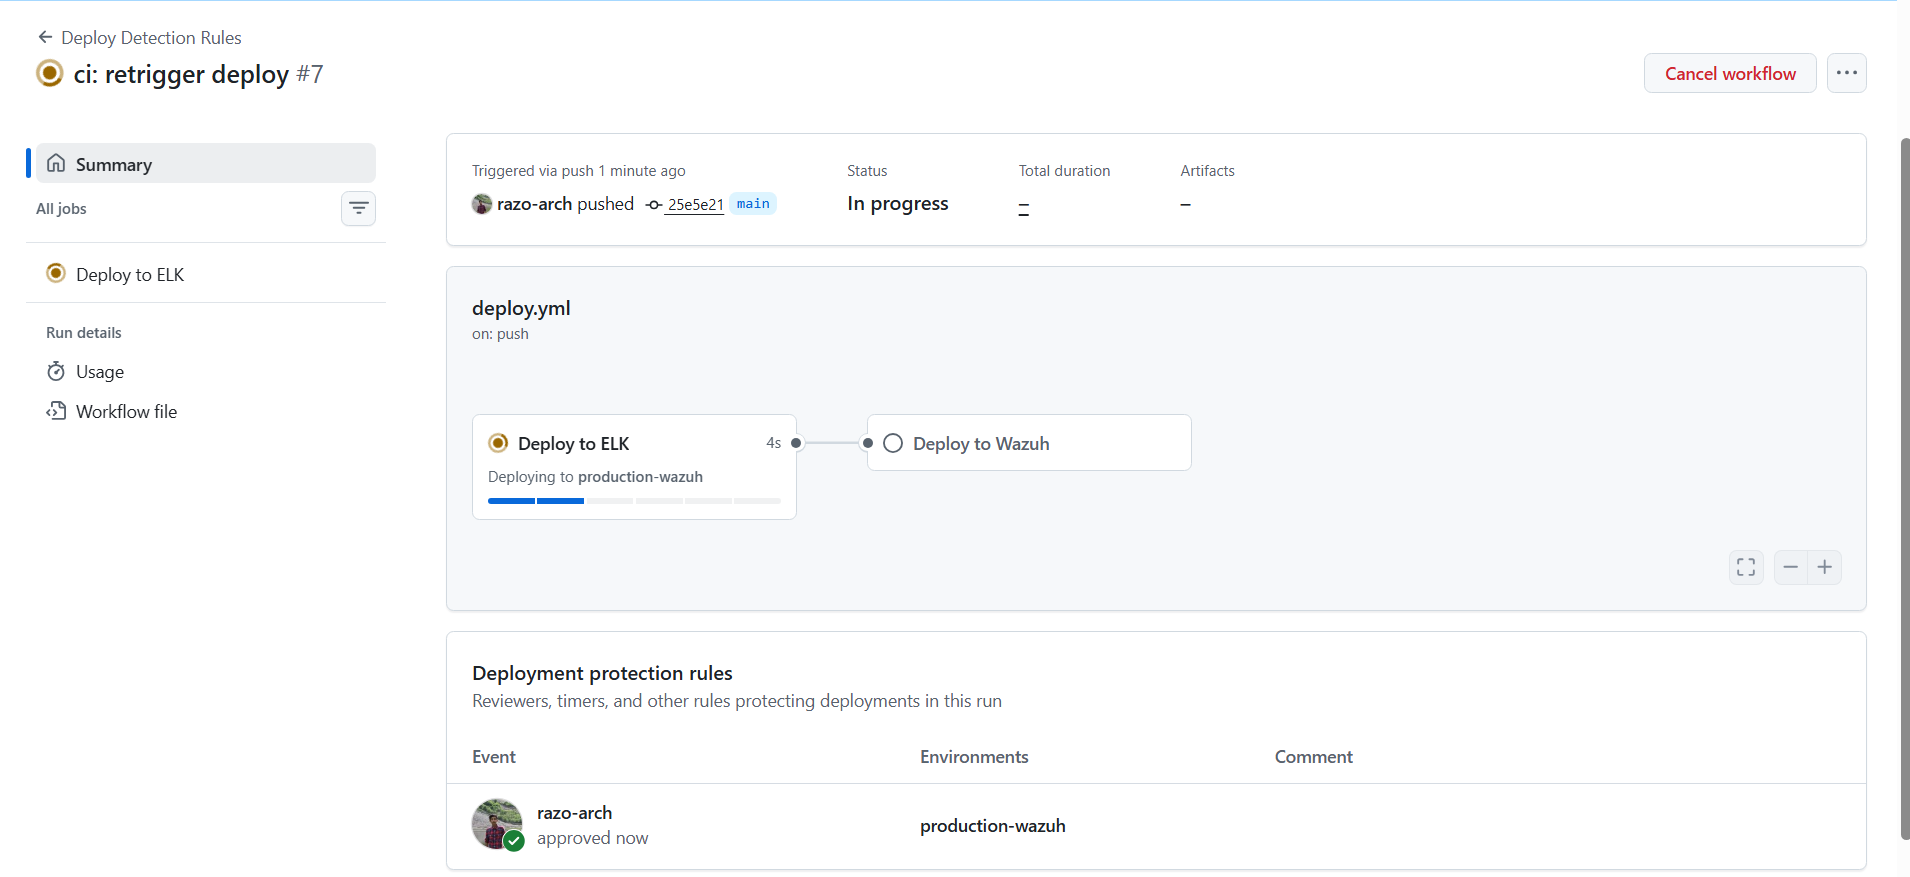 Deploy Detection Rules
ci: retrigger deploy #7
Cancel workflow
Summary
All jobs
Deploy to ELK
Run details
Usage
Workflow file
Triggered via push 1 minute ago
Status
Total duration
Artifacts
razo-arch pushed 25e5e21 main
In progress
–
–
deploy.yml
on: push
Deploy to ELK 4s
Deploying to production-wazuh
Deploy to Wazuh
Deployment protection rules
Reviewers, timers, and other rules protecting deployments in this run
Event Environments Comment
razo-arch
approved now
production-wazuh